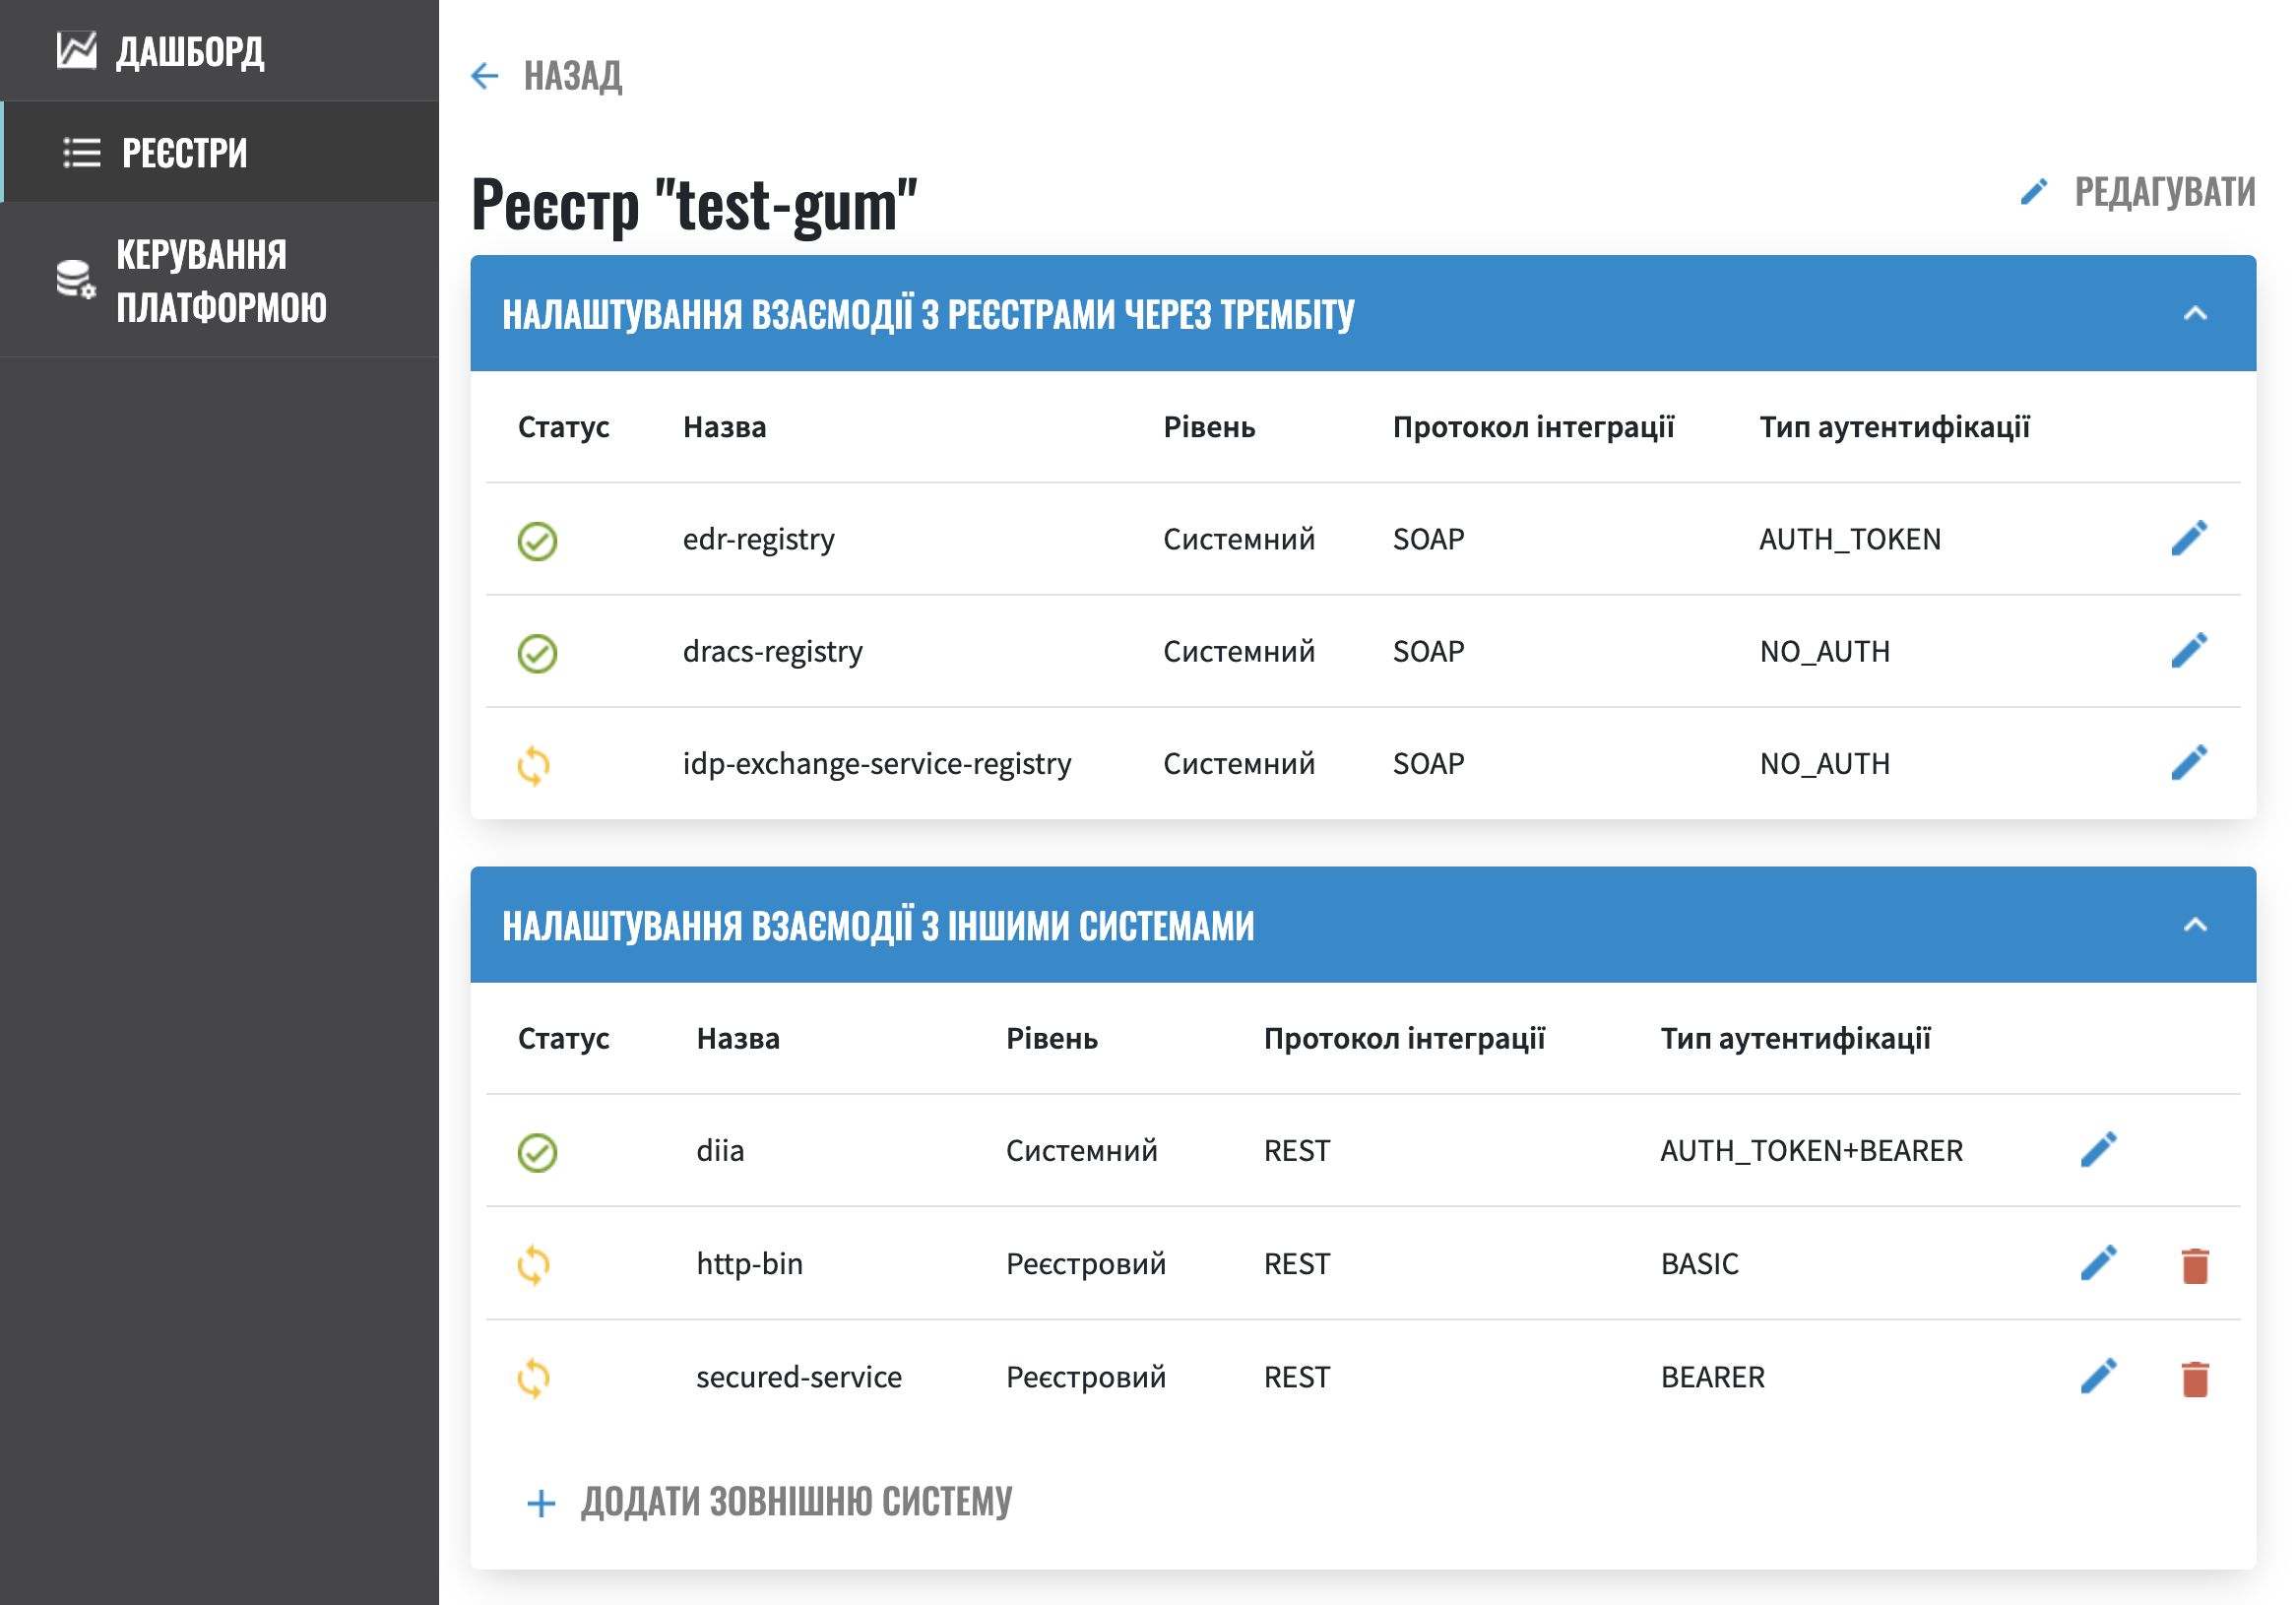 ДАШБОРД
РЕЄСТРИ
КЕРУВАННЯ
ПЛАТФОРМОЮ
НАЗАД
Реєстр "test-gum"
РЕДАГУВАТИ
НАЛАШТУВАННЯ ВЗАЄМОДІЇ З РЕЄСТРАМИ ЧЕРЕЗ ТРЕМБІТУ
Статус Назва Рівень Протокол інтеграції Тип аутентифікації
edr-registry Системний SOAP AUTH_TOKEN
dracs-registry Системний SOAP NO_AUTH
idp-exchange-service-registry Системний SOAP NO_AUTH
НАЛАШТУВАННЯ ВЗАЄМОДІЇ З ІНШИМИ СИСТЕМАМИ
Статус Назва Рівень Протокол інтеграції Тип аутентифікації
diia Системний REST AUTH_TOKEN+BEARER
http-bin Реєстровий REST BASIC
secured-service Реєстровий REST BEARER
ДОДАТИ ЗОВНІШНЮ СИСТЕМУ